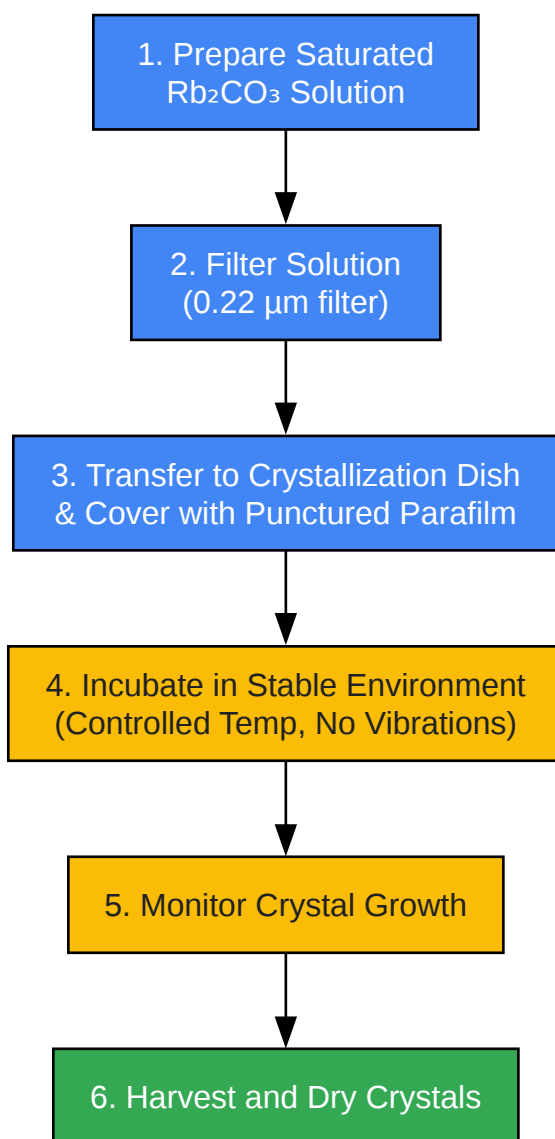 1. Prepare Saturated
Rb₂CO₃ Solution
2. Filter Solution
(0.22 µm filter)
3. Transfer to Crystallization Dish
& Cover with Punctured Parafilm
4. Incubate in Stable Environment
(Controlled Temp, No Vibrations)
5. Monitor Crystal Growth
6. Harvest and Dry Crystals